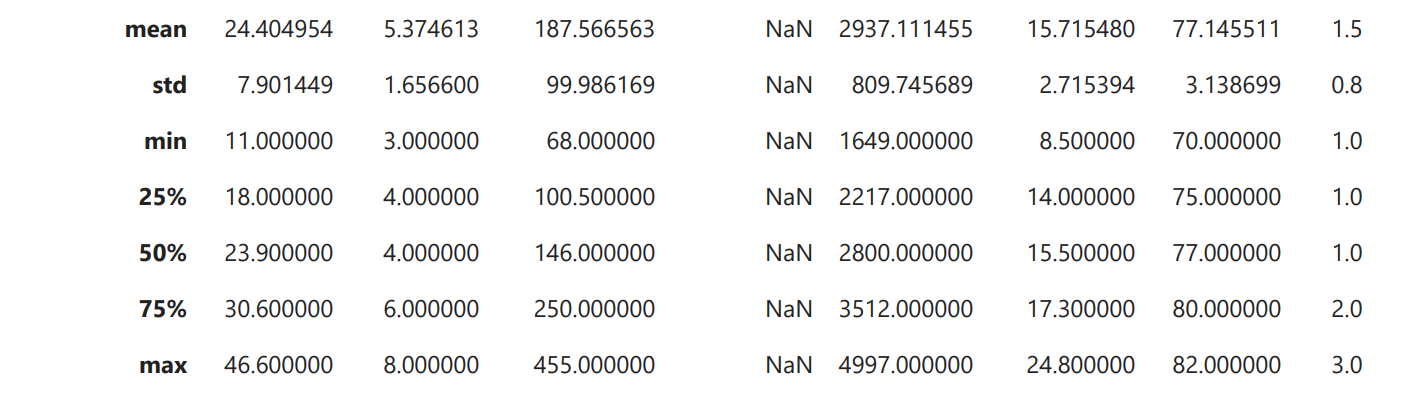 mean 24.404954 5.374613 187.566563 NaN 2937.111455 15.715480 77.145511 1.5
std 7.901449 1.656600 99.986169 NaN 809.745689 2.715394 3.138699 0.8
min 11.000000 3.000000 68.000000 NaN 1649.000000 8.500000 70.000000 1.0
25% 18.000000 4.000000 100.500000 NaN 2217.000000 14.000000 75.000000 1.0
50% 23.900000 4.000000 146.000000 NaN 2800.000000 15.500000 77.000000 1.0
75% 30.600000 6.000000 250.000000 NaN 3512.000000 17.300000 80.000000 2.0
max 46.600000 8.000000 455.000000 NaN 4997.000000 24.800000 82.000000 3.0